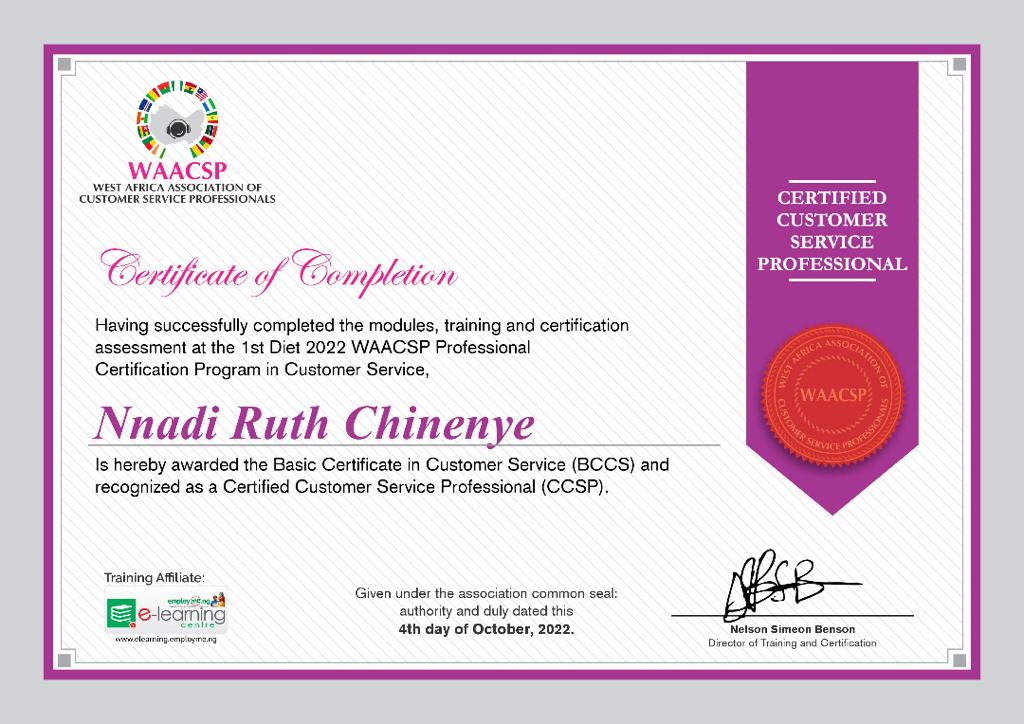 WAACSP
WEST AFRICA ASSOCIATION OF
CUSTOMER SERVICE PROFESSIONALS
CERTIFIED
CUSTOMER
SERVICE
PROFESSIONAL
Certificate of Completion
Having successfully completed the modules, training and certification
assessment at the 1st Diet 2022 WAACSP Professional
Certification Program in Customer Service,
WEST AFRICA ASSOCIATION OF
WAACSP
CUSTOMER SERVICE PROFESSIONALS
Nnadi Ruth Chinenye
Is hereby awarded the Basic Certificate in Customer Service (BCCS) and
recognized as a Certified Customer Service Professional (CCSP).
Training Affiliate:
employme.ng
e-learning
centre
www.elearning.employme.ng
Given under the association common seal:
authority and duly dated this
4th day of October, 2022.
Nelson Simeon Benson
Director of Training and Certification